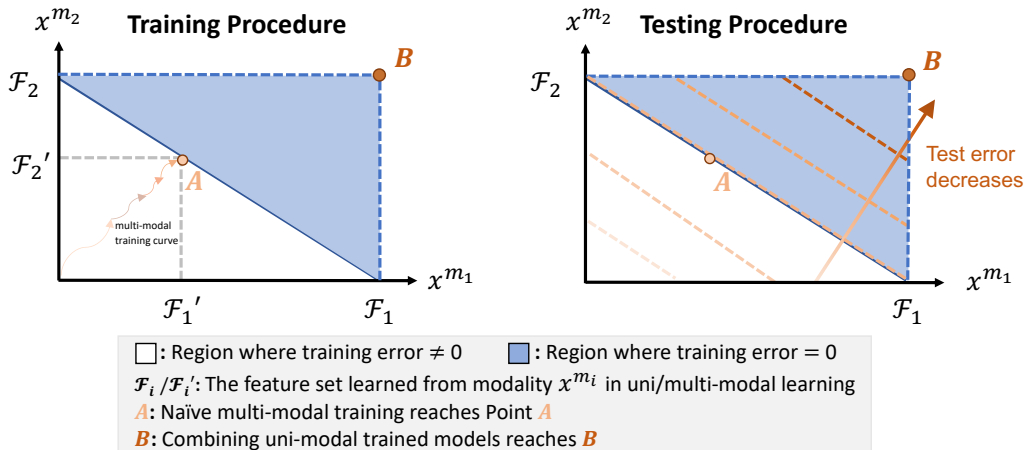 Training Procedure
x^{m_2}
ℱ_2
ℱ_2′
B
A
multi-modal
training curve
x^{m_1}
ℱ_1′
ℱ_1
Testing Procedure
x^{m_2}
ℱ_2
B
A
Test error
decreases
x^{m_1}
ℱ_1
: Region where training error ≠ 0
: Region where training error = 0
ℱ_i /ℱ_i′: The feature set learned from modality x^{m_i} in uni/multi-modal learning
A: Naïve multi-modal training reaches Point A
B: Combining uni-modal trained models reaches B